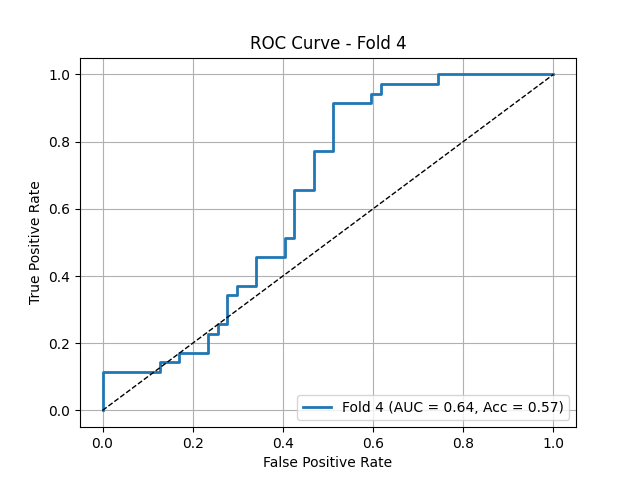 ROC Curve - Fold 4
True Positive Rate
1.0
0.8
0.6
0.4
0.2
0.0
Fold 4 (AUC = 0.64, Acc = 0.57)
0.0 0.2 0.4 0.6 0.8 1.0
False Positive Rate